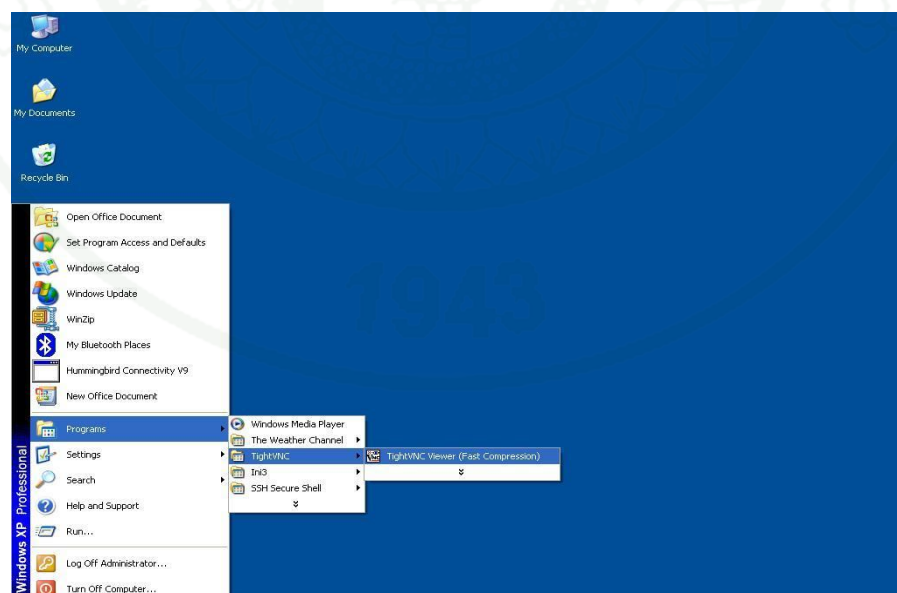 My Computer
My Documents
Recycle Bin
Open Office Document
Set Program Access and Defaults
Windows Catalog
Windows Update
WinZip
My Bluetooth Places
Hummingbird Connectivity V9
New Office Document
Programs
Settings
Search
Help and Support
Run...
Log Off Administrator...
Turn Off Computer...
Windows XP Professional
Windows Media Player
The Weather Channel
TightVNC
Ini3
SSH Secure Shell
TightVNC Viewer (Fast Compression)
1943